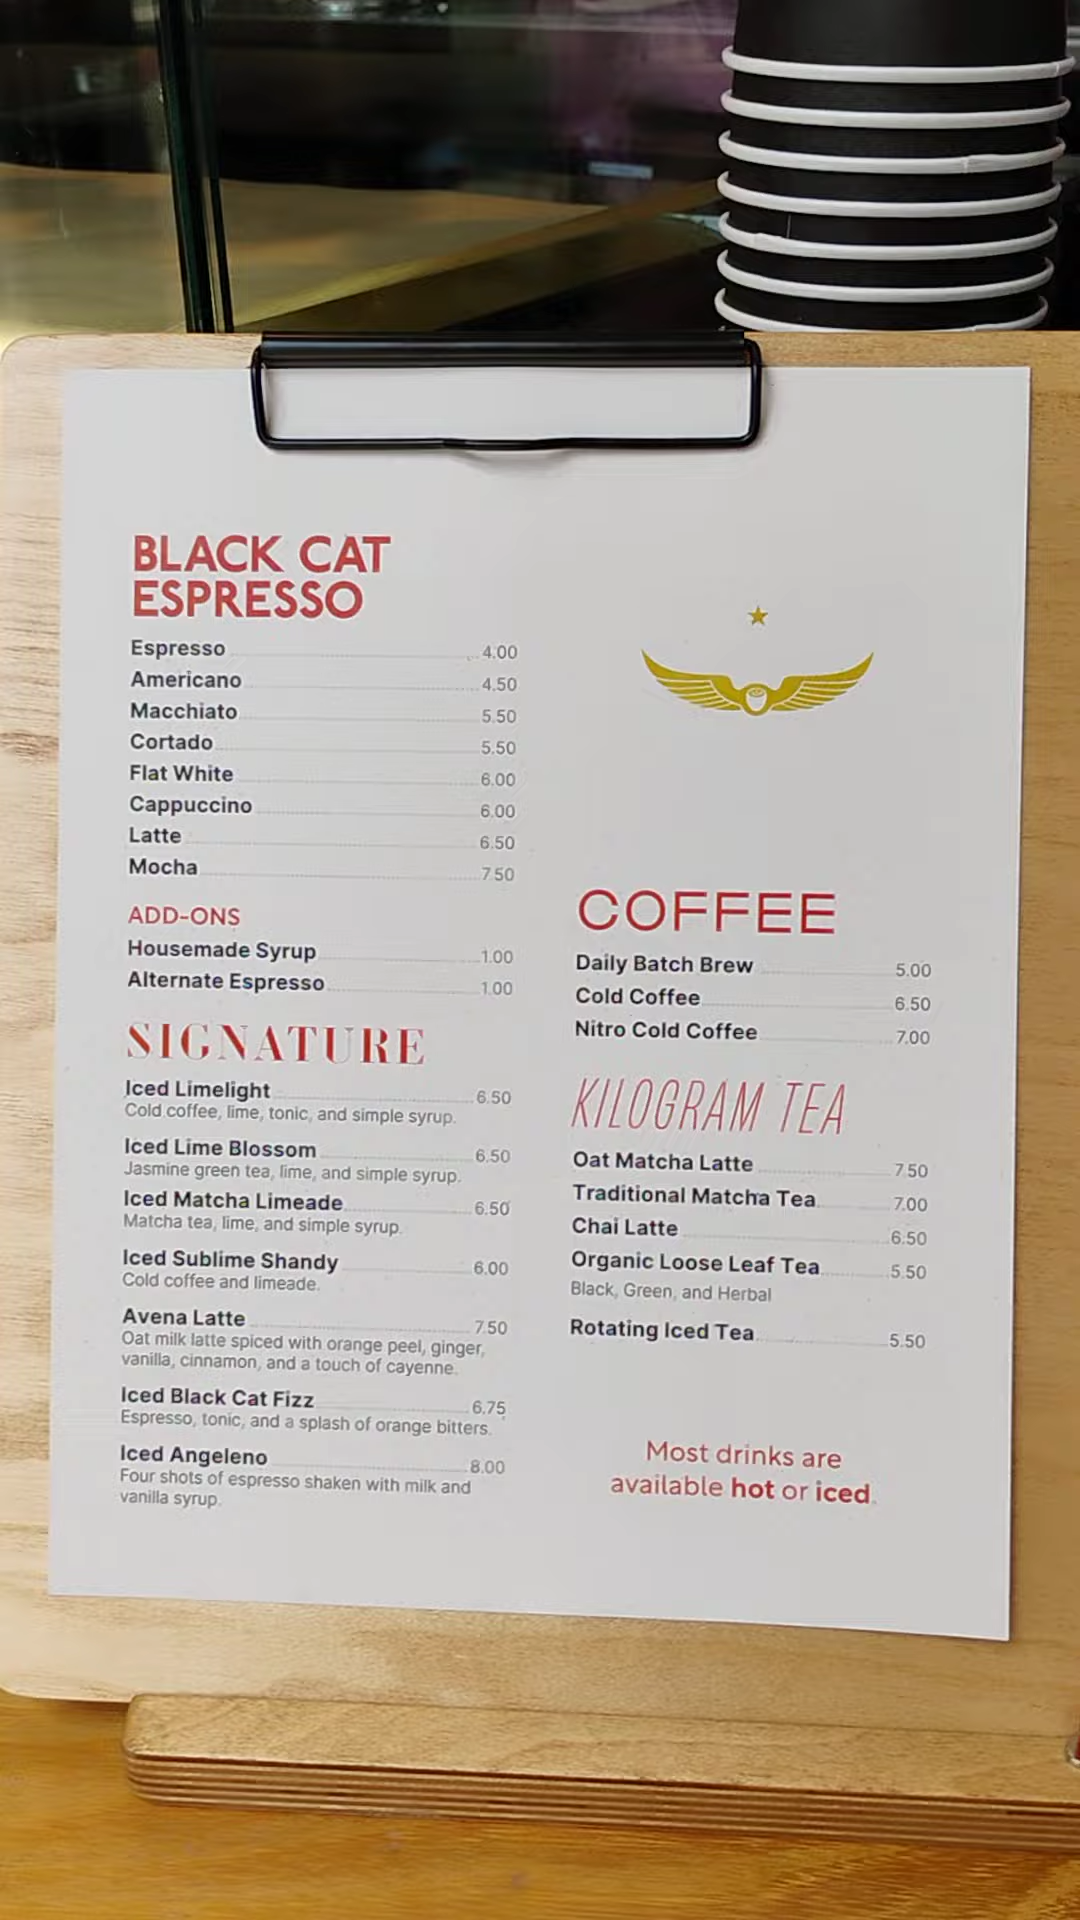 BLACK CAT
ESPRESSO
Espresso 4.00
Americano 4.50
Macchiato 5.50
Cortado 5.50
Flat White 6.00
Cappuccino 6.00
Latte 6.50
Mocha 7.50
ADD-ONS
Housemade Syrup 1.00
Alternate Espresso 1.00
SIGNATURE
Iced Limelight 6.50
Cold coffee, lime, tonic, and simple syrup.
Iced Lime Blossom 6.50
Jasmine green tea, lime, and simple syrup.
Iced Matcha Limeade 6.50
Matcha tea, lime, and simple syrup.
Iced Sublime Shandy 6.00
Cold coffee and limeade.
Avena Latte 7.50
Oat milk latte spiced with orange peel, ginger,
vanilla, cinnamon, and a touch of cayenne.
Iced Black Cat Fizz 6.75
Espresso, tonic, and a splash of orange bitters.
Iced Angeleno 8.00
Four shots of espresso shaken with milk and
vanilla syrup.
COFFEE
Daily Batch Brew 5.00
Cold Coffee 6.50
Nitro Cold Coffee 7.00
KILOGRAM TEA
Oat Matcha Latte 7.50
Traditional Matcha Tea 7.00
Chai Latte 6.50
Organic Loose Leaf Tea 5.50
Black, Green, and Herbal
Rotating Iced Tea 5.50
Most drinks are
available hot or iced.